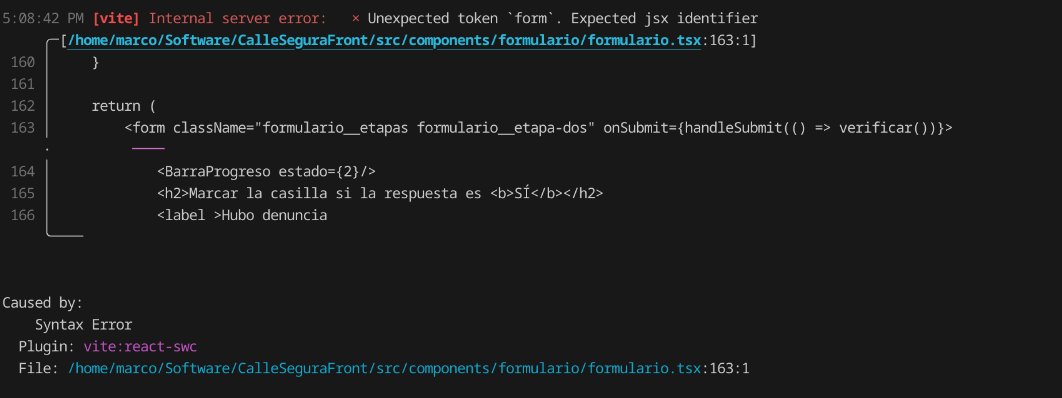 5:08:42 PM [vite] Internal server error:   × Unexpected token `form`. Expected jsx identifier
[/home/marco/Software/CalleSeguraFront/src/components/formulario/formulario.tsx:163:1]
160     }
161
162     return (
163         <form className="formulario__etapas formulario__etapa-dos" onSubmit={handleSubmit(() => verificar())}>
164             <BarraProgreso estado={2}/>
165             <h2>Marcar la casilla si la respuesta es <b>SÍ</b></h2>
166             <label >Hubo denuncia
Caused by:
    Syntax Error
  Plugin: vite:react-swc
  File: /home/marco/Software/CalleSeguraFront/src/components/formulario/formulario.tsx:163:1